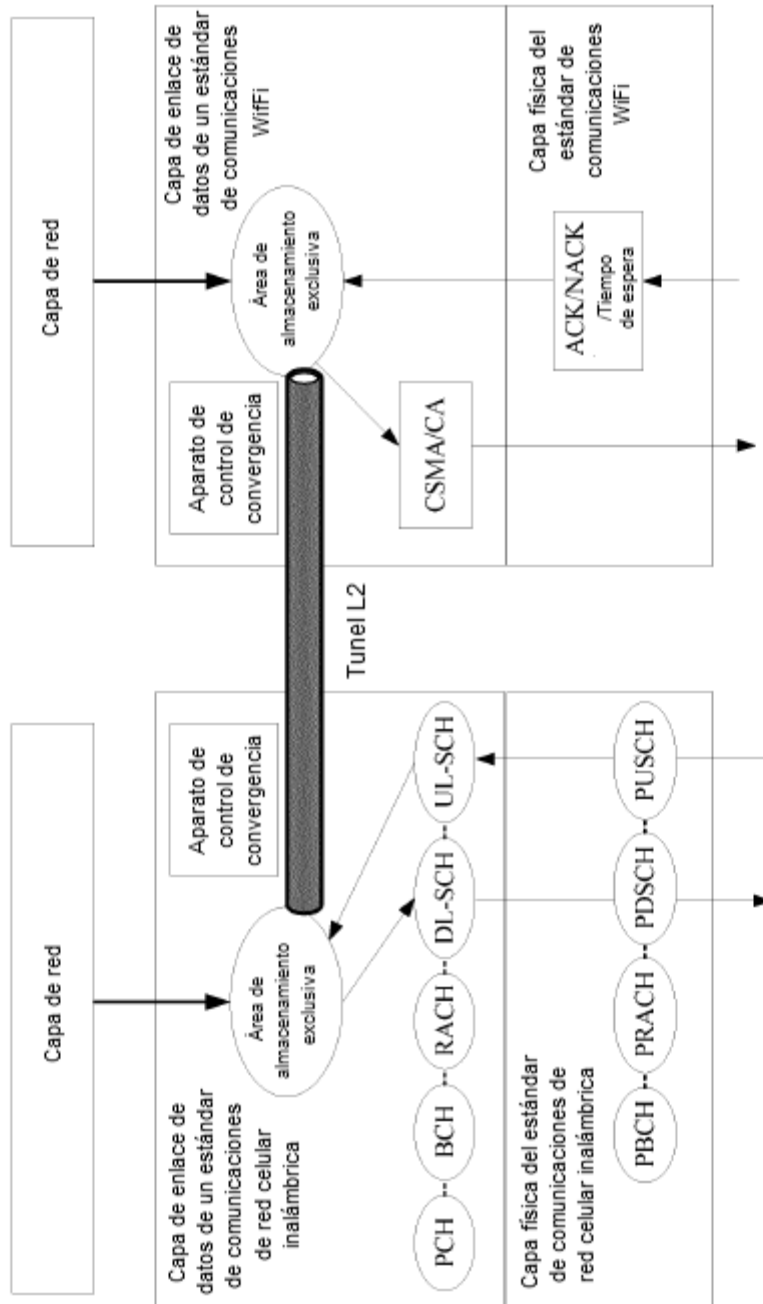 Capa de red
Capa de enlace de
datos de un estándar
de comunicaciones
de red celular
inalámbrica
Área de
almacenamiento
exclusiva
Aparato de
control de
convergencia
PCH
BCH
RACH
DL-SCH
UL-SCH
Capa física del estándar
de comunicaciones de
red celular inalámbrica
PBCH
PRACH
PDSCH
PUSCH
Tunel L2
Capa de red
Aparato de
control de
convergencia
Área de
almacenamiento
exclusiva
Capa de enlace de
datos de un estándar
de comunicaciones
WifFi
CSMA/CA
ACK/NACK
/Tiempo
de espera
Capa física del
estándar de
comunicaciones
WiFi